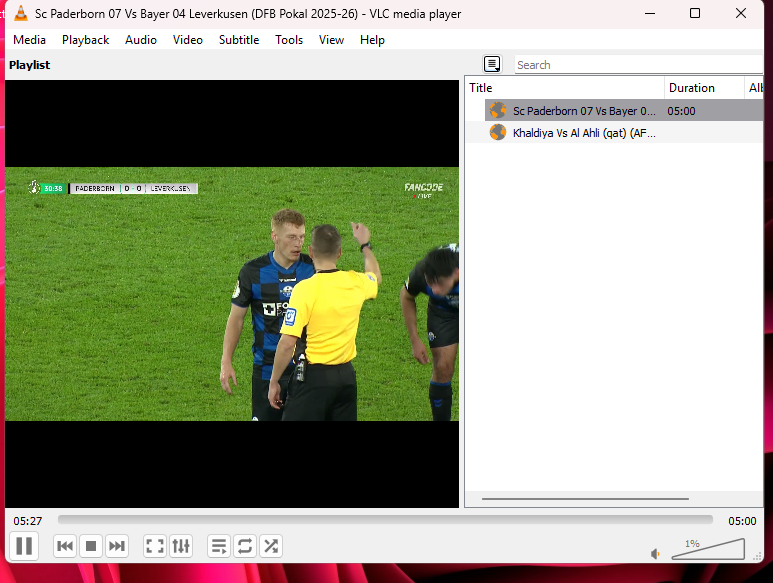 Sc Paderborn 07 Vs Bayer 04 Leverkusen (DFB Pokal 2025-26) - VLC media player
Media Playback Audio Video Subtitle Tools View Help
Playlist
Search
Title Duration Alb
Sc Paderborn 07 Vs Bayer 0... 05:00
Khaldiya Vs Al Ahli (qat) (AF...
30:38 PADERBORN 0 - 0 LEVERKUSEN
FANCODE
LIVE
05:27 05:00
1%